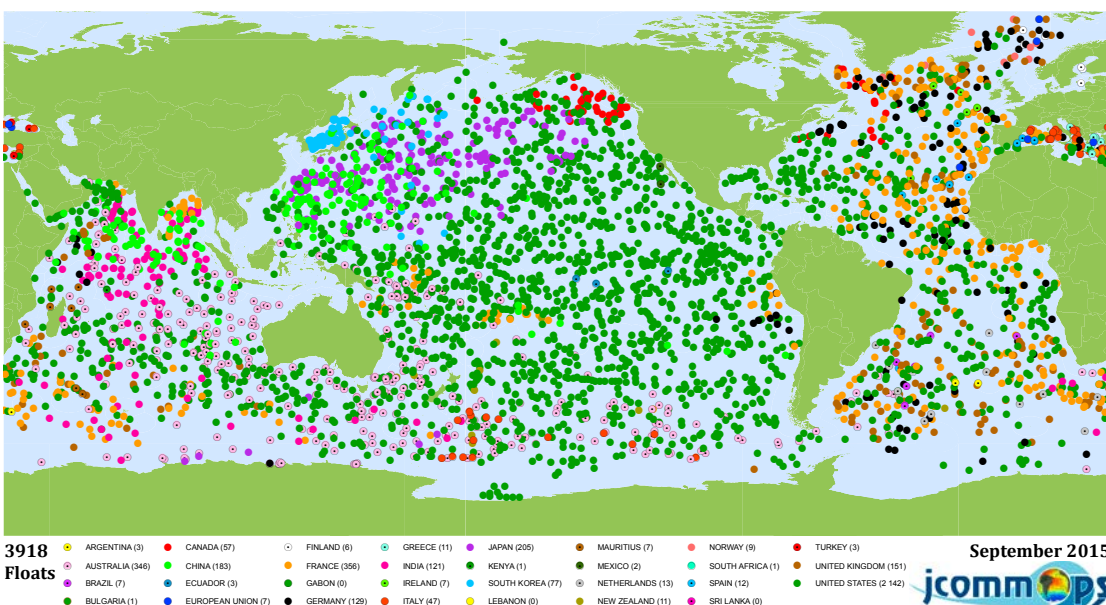 3918
Floats
ARGENTINA (3) CANADA (57) FINLAND (6) GREECE (11) JAPAN (205) MAURITIUS (7) NORWAY (9) TURKEY (3)
AUSTRALIA (346) CHINA (183) FRANCE (356) INDIA (121) KENYA (1) MEXICO (2) SOUTH AFRICA (1) UNITED KINGDOM (151)
BRAZIL (7) ECUADOR (3) GABON (0) IRELAND (7) SOUTH KOREA (77) NETHERLANDS (13) SPAIN (12) UNITED STATES (2 142)
BULGARIA (1) EUROPEAN UNION (7) GERMANY (129) ITALY (47) LEBANON (0) NEW ZEALAND (11) SRI LANKA (0)
September 2015
jcommOps